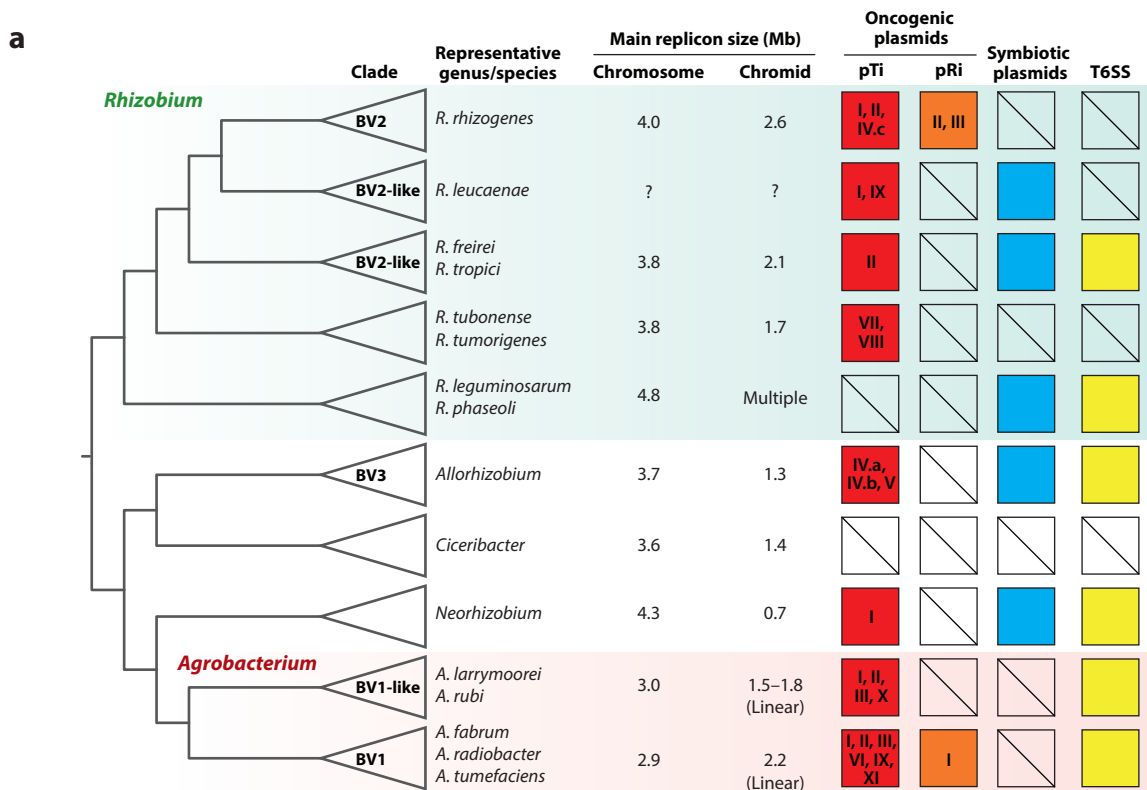 a
Oncogenic
plasmids
Main replicon size (Mb)
Representative
genus/species
Symbiotic
plasmids
Clade
Chromosome
Chromid
pTi
pRi
T6SS
Rhizobium
BV2
R. rhizogenes
4.0
2.6
I, II,
IV.c
II, III
BV2-like
R. leucaenae
?
?
I, IX
BV2-like
R. freirei
R. tropici
3.8
2.1
II
R. tubonense
R. tumorigenes
3.8
1.7
VII,
VIII
R. leguminosarum
R. phaseoli
4.8
Multiple
BV3
Allorhizobium
3.7
1.3
IV.a,
IV.b, V
Ciceribacter
3.6
1.4
Neorhizobium
4.3
0.7
I
Agrobacterium
BV1-like
A. larrymoorei
A. rubi
3.0
1.5–1.8
(Linear)
I, II,
III, X
BV1
A. fabrum
A. radiobacter
A. tumefaciens
2.9
2.2
(Linear)
I, II, III,
VI, IX,
XI
I